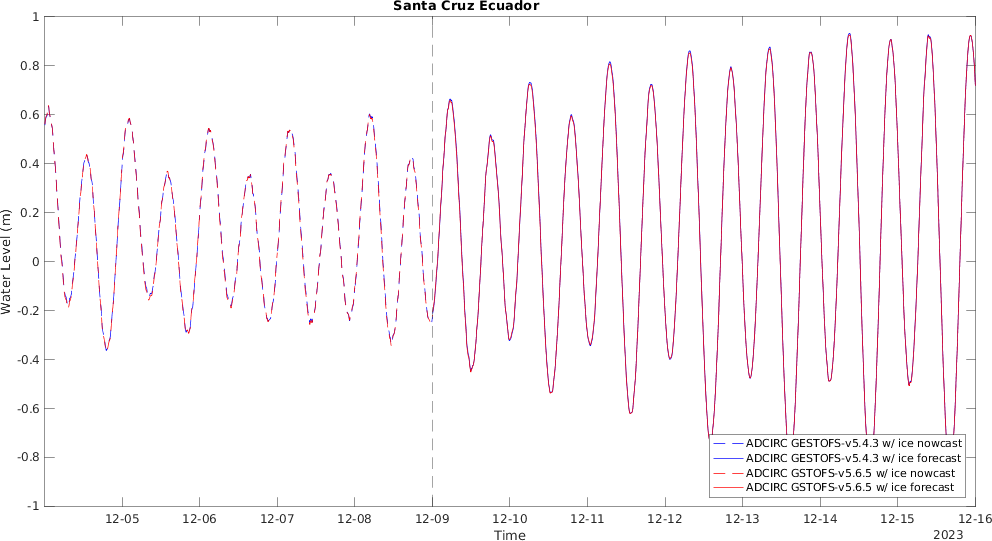 Santa Cruz Ecuador
1
0.8
0.6
0.4
0.2
0
-0.2
-0.4
-0.6
-0.8
-1
Water Level (m)
ADCIRC GESTOFS-v5.4.3 w/ ice nowcast
ADCIRC GESTOFS-v5.4.3 w/ ice forecast
ADCIRC GSTOFS-v5.6.5 w/ ice nowcast
ADCIRC GSTOFS-v5.6.5 w/ ice forecast
12-05 12-06 12-07 12-08 12-09 12-10 12-11 12-12 12-13 12-14 12-15 12-16
Time
2023